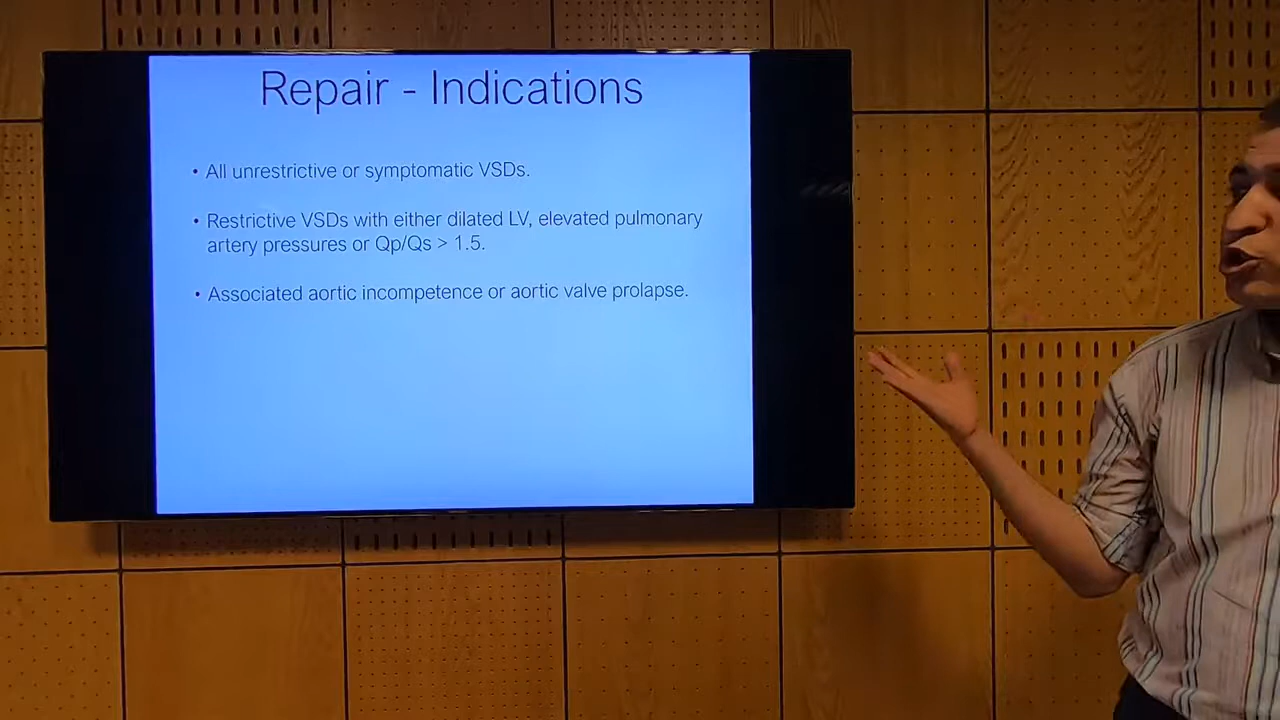 Repair - Indications
• All unrestrictive or symptomatic VSDs.
• Restrictive VSDs with either dilated LV, elevated pulmonary
artery pressures or Qp/Qs > 1.5.
• Associated aortic incompetence or aortic valve prolapse.